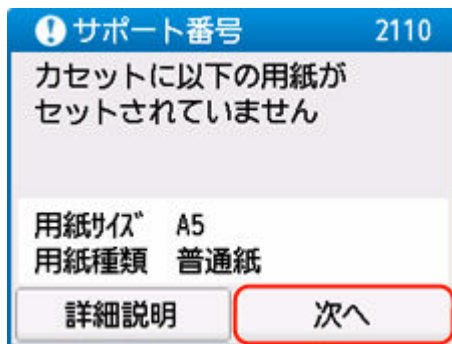 サポート番号 2110
カセットに以下の用紙が
セットされていません
用紙ｻｲｽﾞ A5
用紙種類 普通紙
詳細説明 次へ